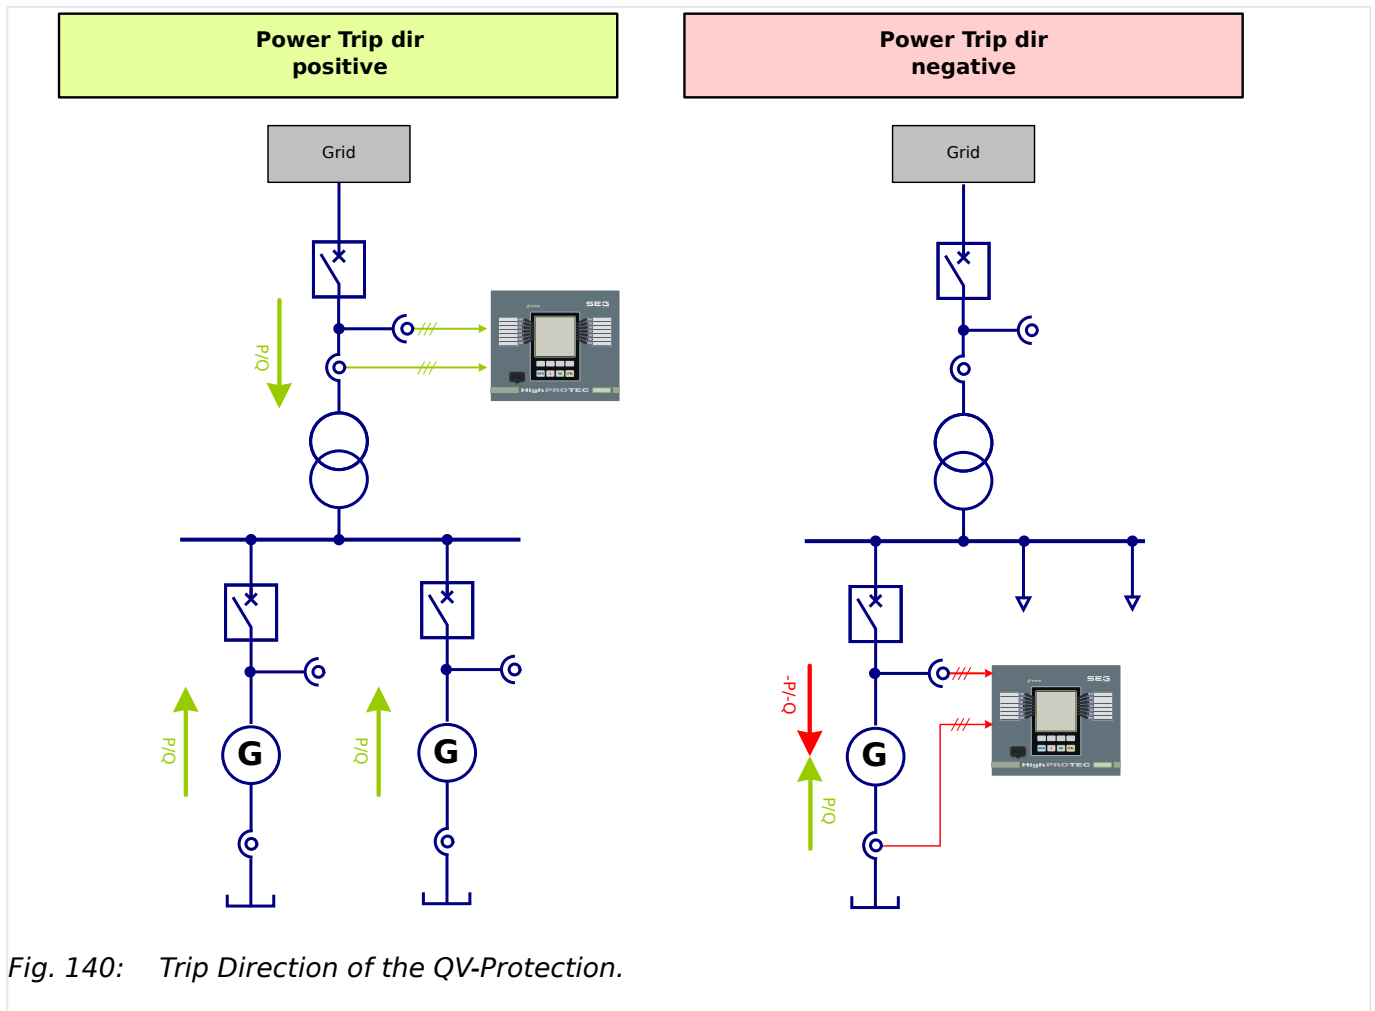 Power Trip dir
positive
Power Trip dir
negative
Grid
Grid
P/Q
SEG
HighPROTEC
P/Q
P/Q
G
G
-P/-Q
P/Q
G
SEG
HighPROTEC
Fig. 140: Trip Direction of the QV-Protection.